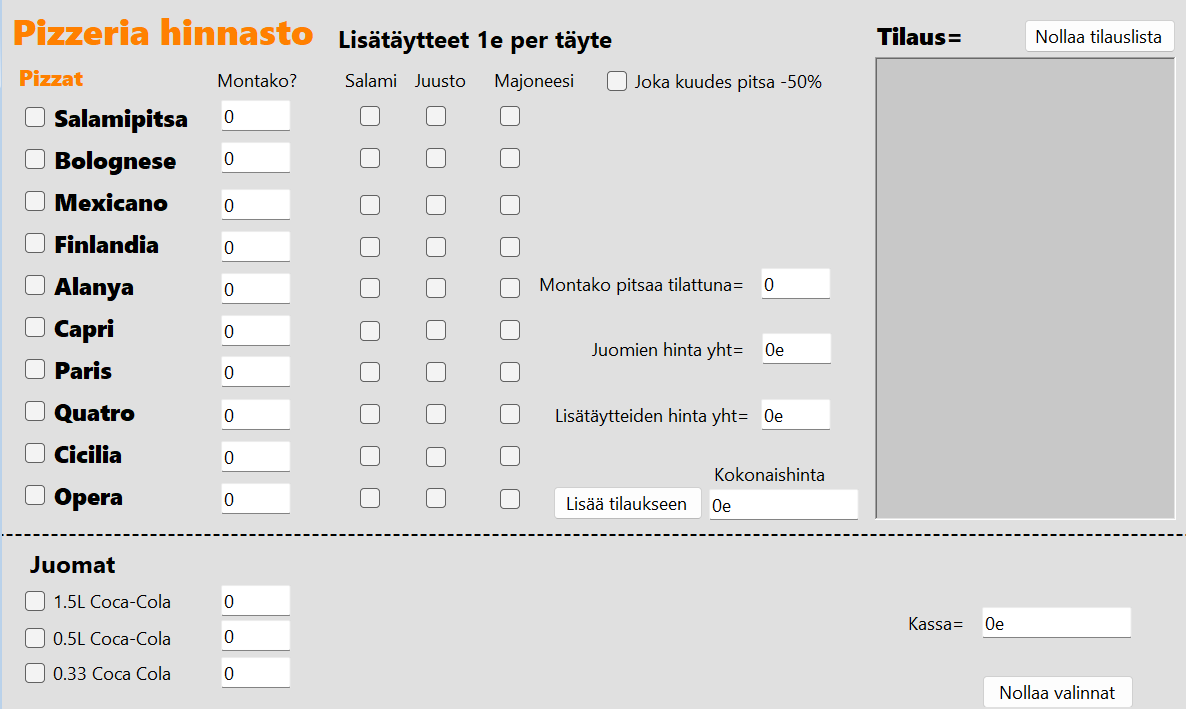 Pizzeria hinnasto
Lisätäytteet 1e per täyte
Tilaus=
Nollaa tilauslista
Pizzat
Montako?
Salami
Juusto
Majoneesi
Joka kuudes pitsa -50%
Salamipitsa
0
Bolognese
0
Mexicano
0
Finlandia
0
Alanya
0
Montako pitsaa tilattuna=
0
Capri
0
Juomien hinta yht=
0e
Paris
0
Quatro
0
Lisätäytteiden hinta yht=
0e
Cicilia
0
Kokonaishinta
Opera
0
Lisää tilaukseen
0e
Juomat
1.5L Coca-Cola
0
0.5L Coca-Cola
0
0.33 Coca Cola
0
Kassa=
0e
Nollaa valinnat